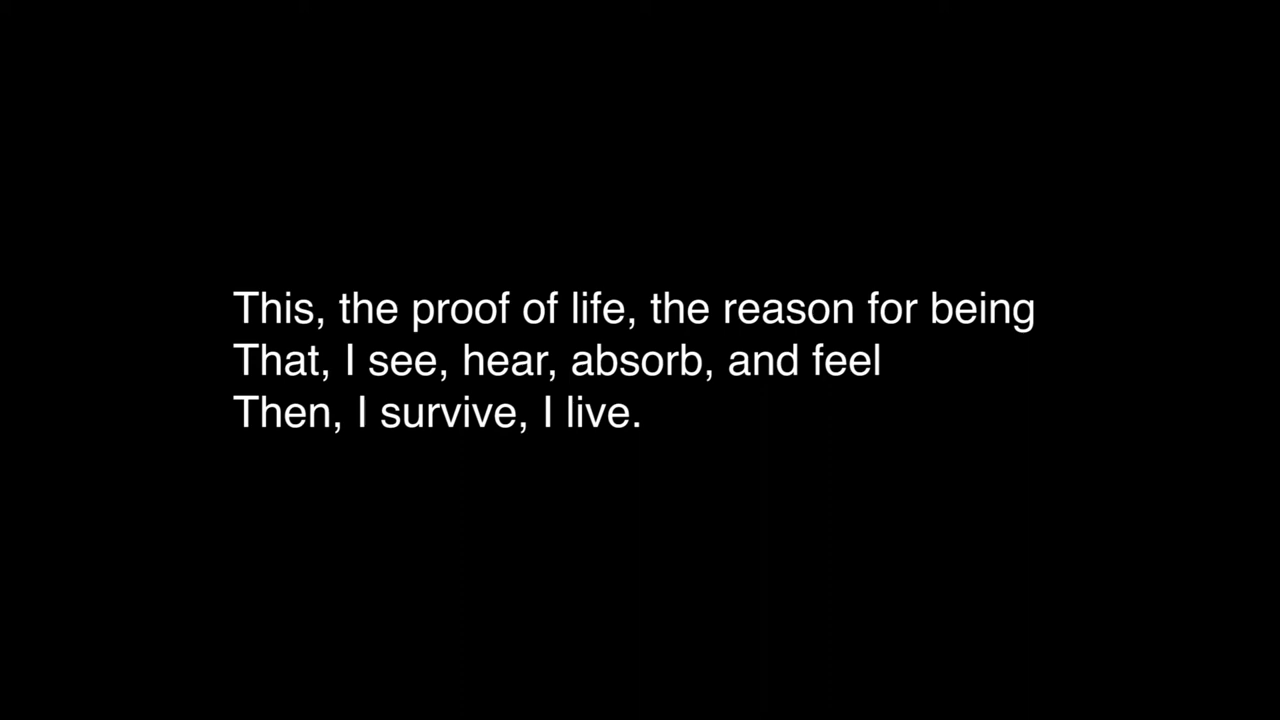 This, the proof of life, the reason for being
That, I see, hear, absorb, and feel
Then, I survive, I live.